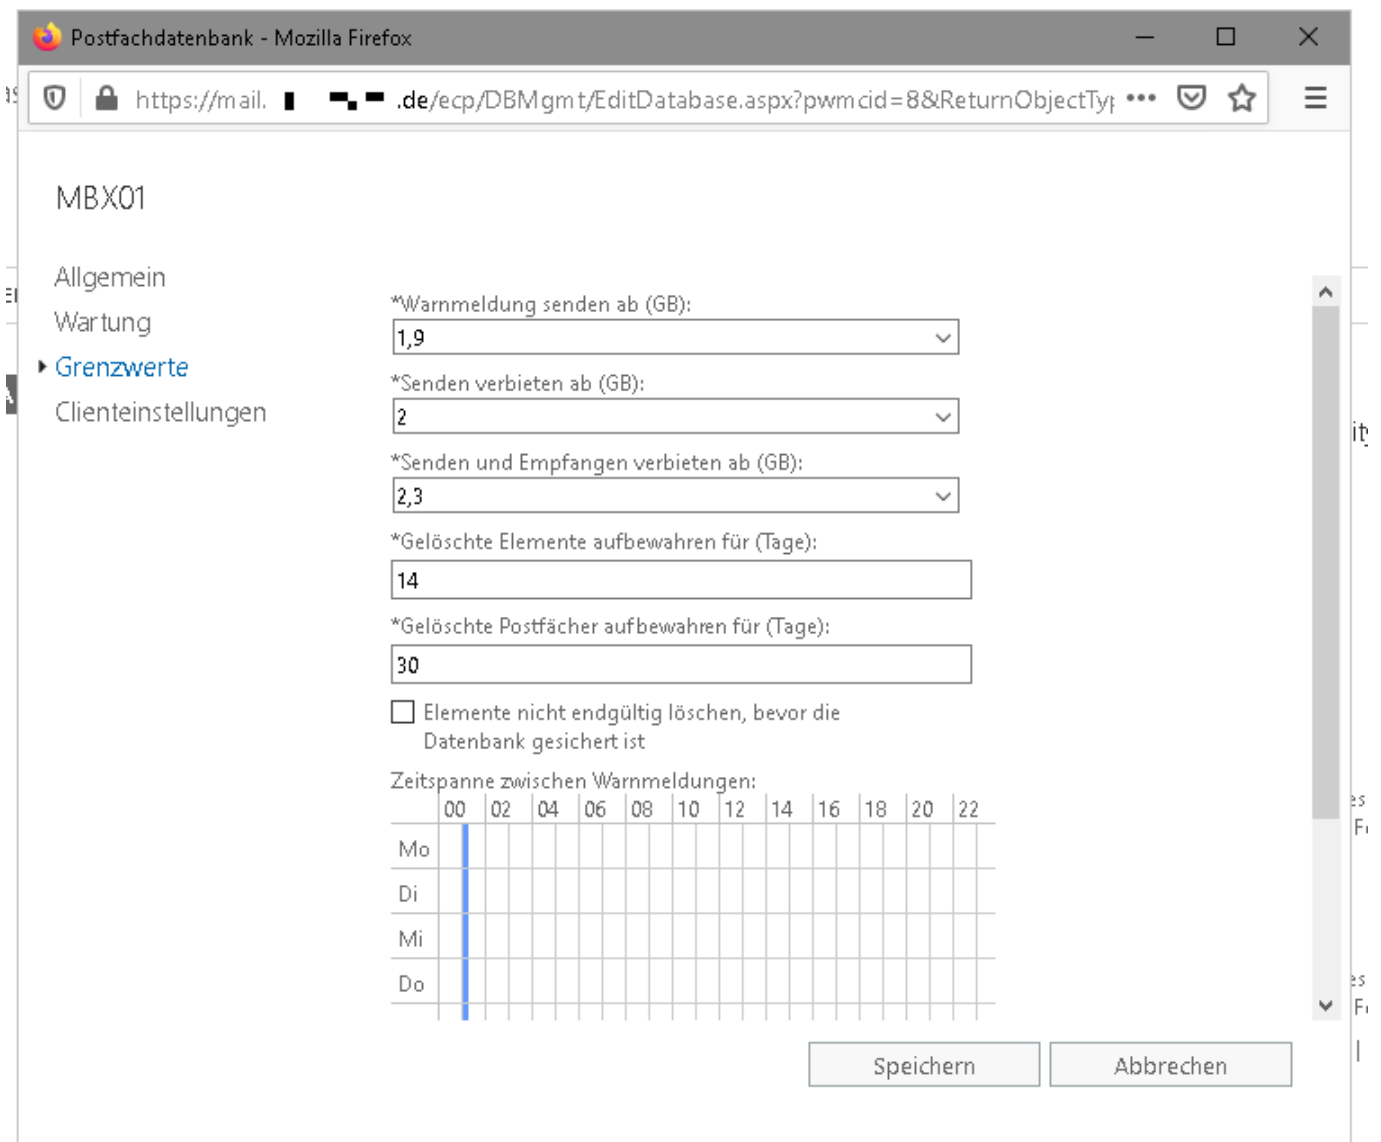 Postfachdatenbank - Mozilla Firefox
https://mail. .de/ecp/DBMgmt/EditDatabase.aspx?pwmcid=8&ReturnObjectTyp
MBX01
Allgemein
Wartung
Grenzwerte
Clienteinstellungen
*Warnmeldung senden ab (GB):
1,9
*Senden verbieten ab (GB):
2
*Senden und Empfangen verbieten ab (GB):
2,3
*Gelöschte Elemente aufbewahren für (Tage):
14
*Gelöschte Postfächer aufbewahren für (Tage):
30
Elemente nicht endgültig löschen, bevor die
Datenbank gesichert ist
Zeitspanne zwischen Warnmeldungen:
00 02 04 06 08 10 12 14 16 18 20 22
Mo
Di
Mi
Do
Speichern Abbrechen